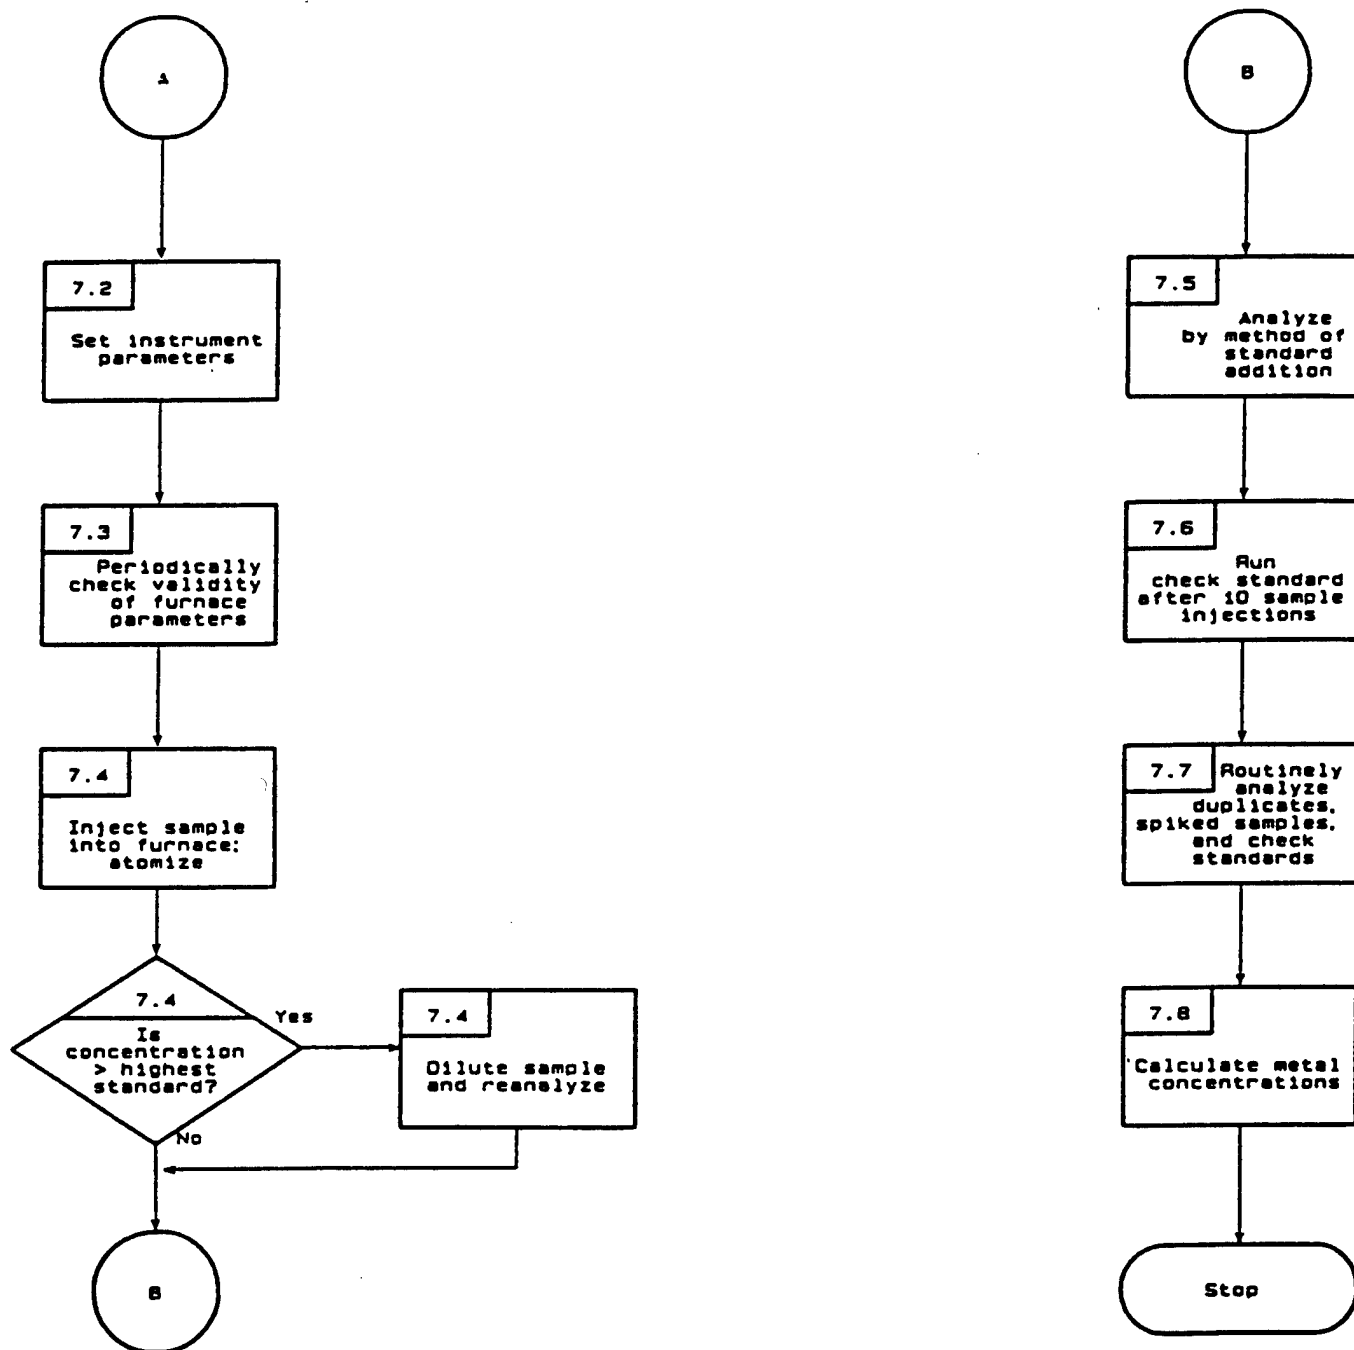 A
7.2
Set instrument
parameters
7.3
Periodically
check validity
of furnace
parameters
7.4
Inject sample
into furnace;
atomize
7.4
Is
concentration
> highest
standard?
Yes
No
7.4
Dilute sample
and reanalyze
B
B
7.5
Analyze
by method of
standard
addition
7.6
Run
check standard
after 10 sample
injections
7.7
Routinely
analyze
duplicates,
spiked samples,
and check
standards
7.8
Calculate metal
concentrations
Stop